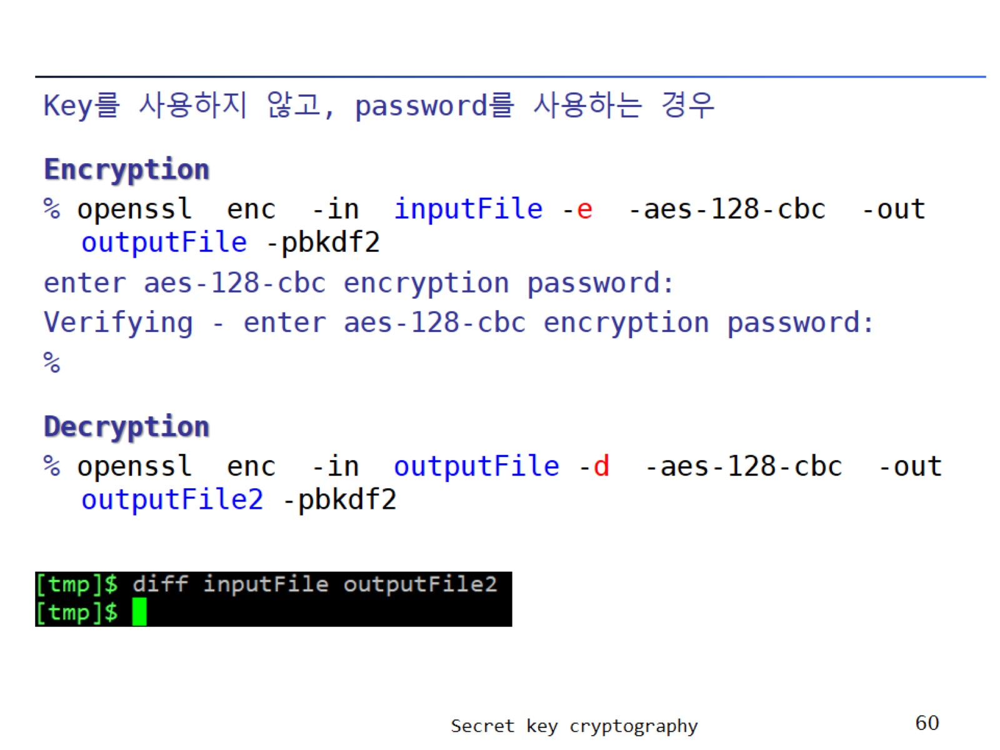 Key를 사용하지 않고, password를 사용하는 경우
Encryption
% openssl enc -in inputFile -e -aes-128-cbc -out
outputFile -pbkdf2
enter aes-128-cbc encryption password:
Verifying - enter aes-128-cbc encryption password:
%
Decryption
% openssl enc -in outputFile -d -aes-128-cbc -out
outputFile2 -pbkdf2
[tmp]$ diff inputFile outputFile2
[tmp]$
Secret key cryptography
60